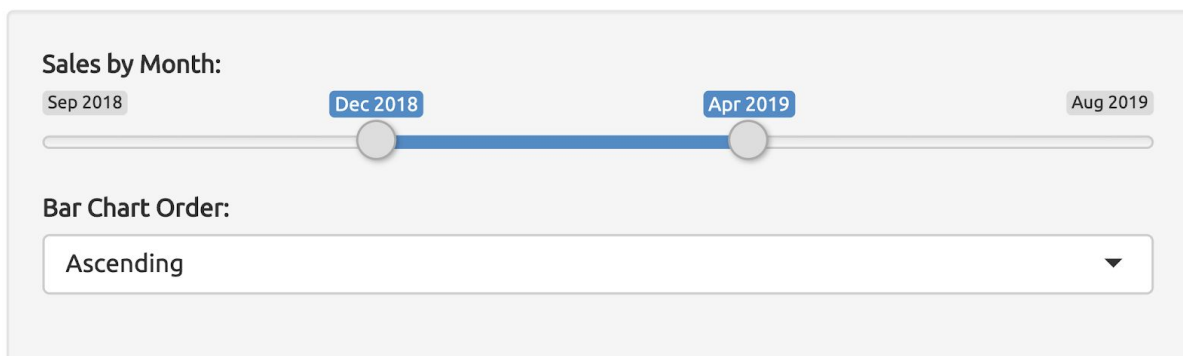 Sales by Month:
Sep 2018 Dec 2018 Apr 2019 Aug 2019
Bar Chart Order:
Ascending